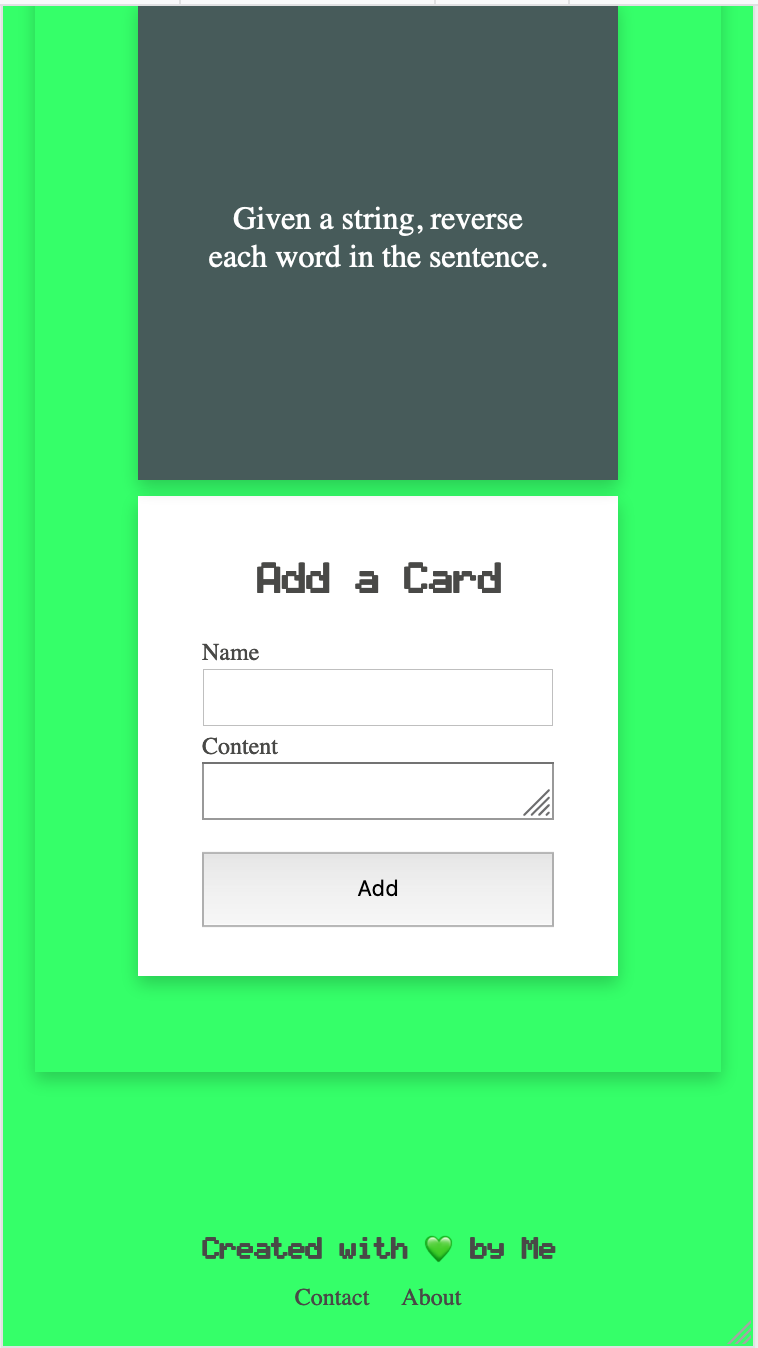 Given a string, reverse
each word in the sentence.
Add a Card
Name
Content
Add
Created with 💚 by Me
Contact About